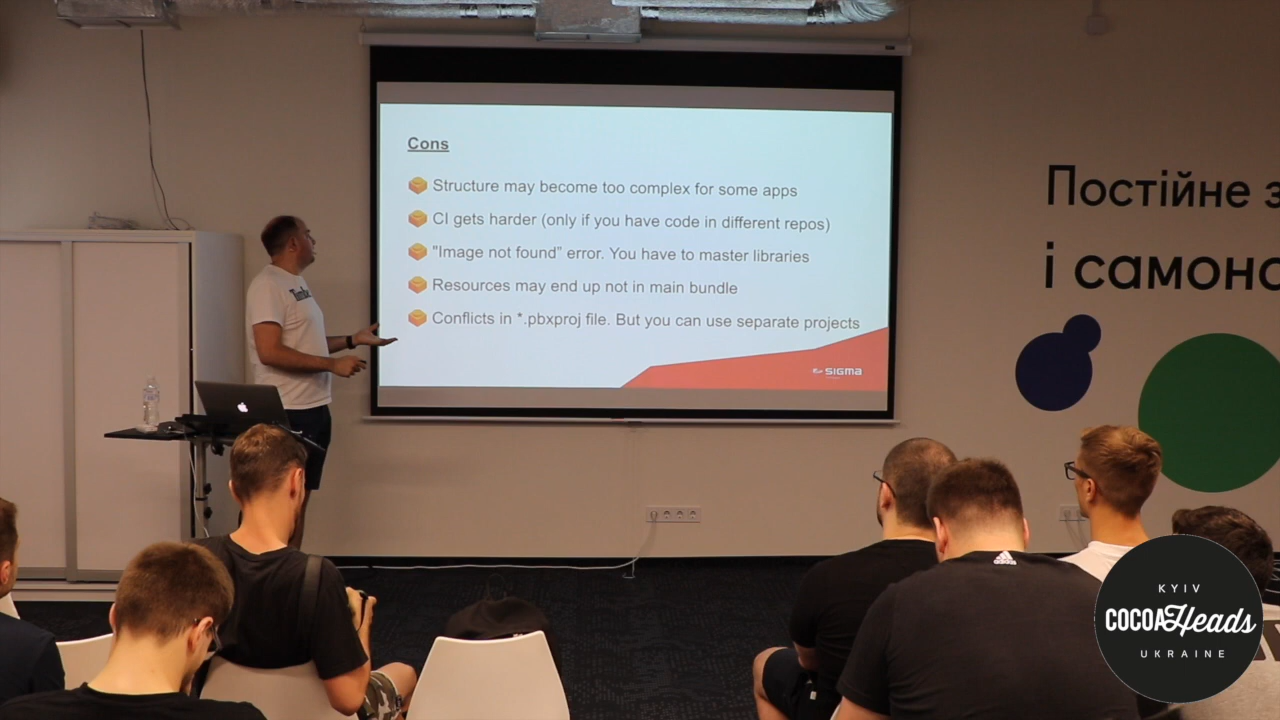 Cons
Structure may become too complex for some apps
CI gets harder (only if you have code in different repos)
"Image not found" error. You have to master libraries
Resources may end up not in main bundle
Conflicts in *.pbxproj file. But you can use separate projects
SIGMA
Постійне з
і самоно
KYIV
COCOAHeads
UKRAINE